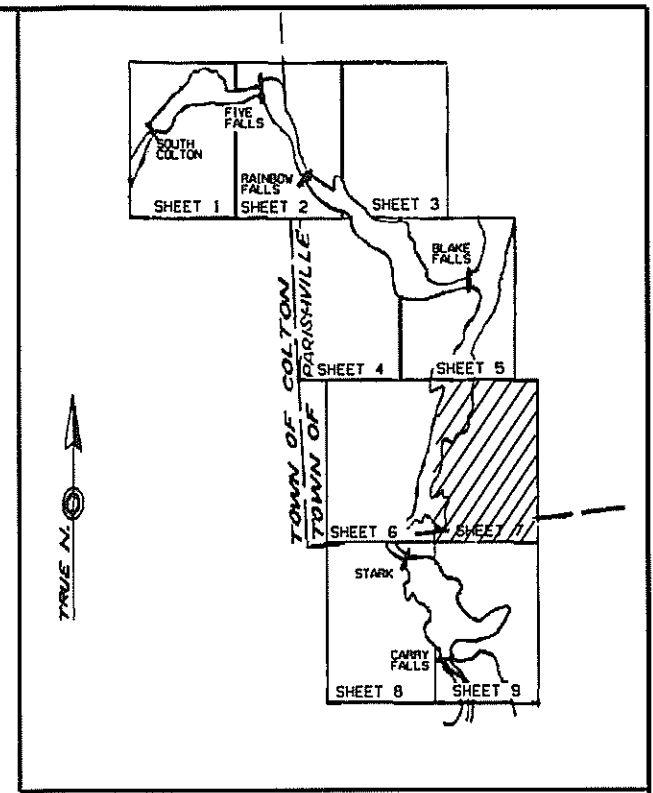 FIVE
FALLS
SOUTH
COLTON
RAINBOW
FALLS
SHEET 1
SHEET 2
SHEET 3
BLAKE
FALLS
TOWN OF COLTON
TOWN OF PARISHVILLE
SHEET 4
SHEET 5
TRUE N.
SHEET 6
SHEET 7
STARK
CARRY
FALLS
SHEET 8
SHEET 9